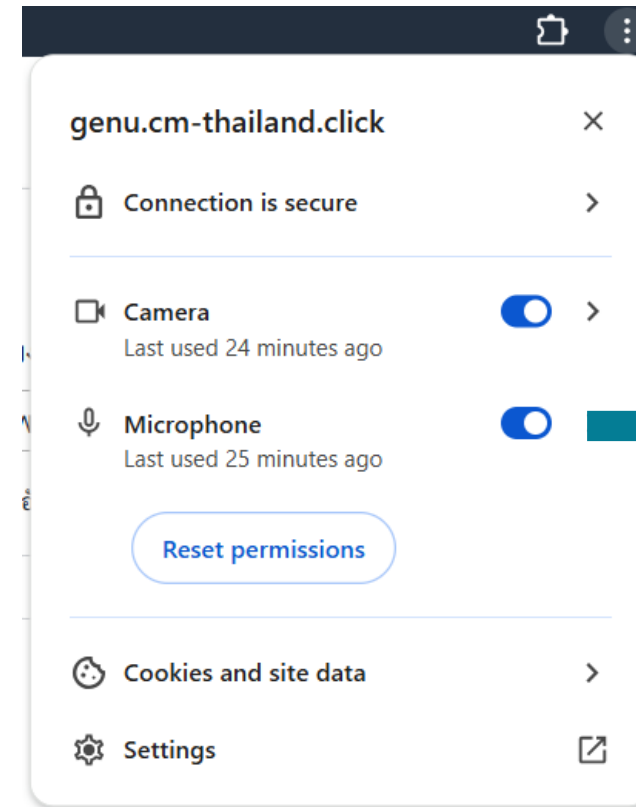 genu.cm-thailand.click
Connection is secure
Camera
Last used 24 minutes ago
Microphone
Last used 25 minutes ago
Reset permissions
Cookies and site data
Settings